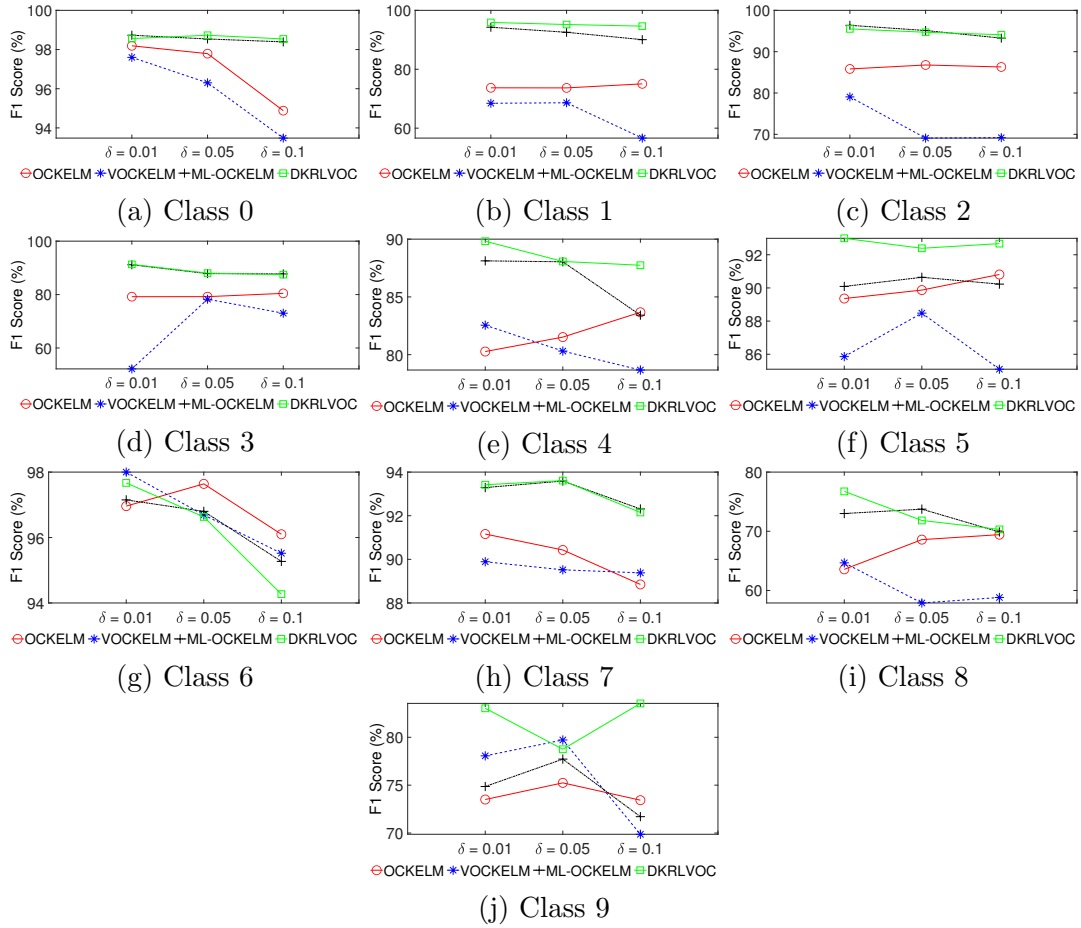 F1 Score (%)
100
98
96
94
δ = 0.01 δ = 0.05 δ = 0.1
OCKELM VOCKELM ML-OCKELM DKRLVOC
(a) Class 0
F1 Score (%)
100
80
60
δ = 0.01 δ = 0.05 δ = 0.1
OCKELM VOCKELM ML-OCKELM DKRLVOC
(b) Class 1
F1 Score (%)
100
90
80
70
δ = 0.01 δ = 0.05 δ = 0.1
OCKELM VOCKELM ML-OCKELM DKRLVOC
(c) Class 2
F1 Score (%)
100
80
60
δ = 0.01 δ = 0.05 δ = 0.1
OCKELM VOCKELM ML-OCKELM DKRLVOC
(d) Class 3
F1 Score (%)
90
85
80
δ = 0.01 δ = 0.05 δ = 0.1
OCKELM VOCKELM ML-OCKELM DKRLVOC
(e) Class 4
F1 Score (%)
92
90
88
86
δ = 0.01 δ = 0.05 δ = 0.1
OCKELM VOCKELM ML-OCKELM DKRLVOC
(f) Class 5
F1 Score (%)
98
96
94
δ = 0.01 δ = 0.05 δ = 0.1
OCKELM VOCKELM ML-OCKELM DKRLVOC
(g) Class 6
F1 Score (%)
94
92
90
88
δ = 0.01 δ = 0.05 δ = 0.1
OCKELM VOCKELM ML-OCKELM DKRLVOC
(h) Class 7
F1 Score (%)
80
70
60
δ = 0.01 δ = 0.05 δ = 0.1
OCKELM VOCKELM ML-OCKELM DKRLVOC
(i) Class 8
F1 Score (%)
80
75
70
δ = 0.01 δ = 0.05 δ = 0.1
OCKELM VOCKELM ML-OCKELM DKRLVOC
(j) Class 9